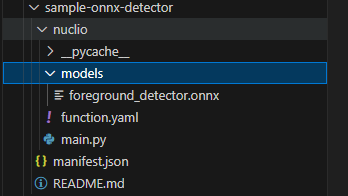 sample-onnx-detector
nuclio
__pycache__
models
foreground_detector.onnx
! function.yaml
main.py
{} manifest.json
README.md